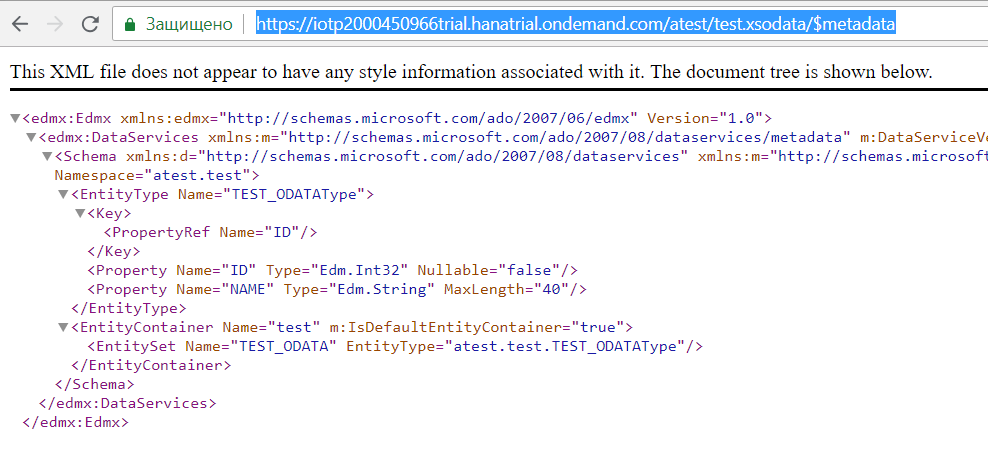 Защищено https://iotp2000450966trial.hanatrial.ondemand.com/atest/test.xsodata/$metadata
This XML file does not appear to have any style information associated with it. The document tree is shown below.
▼<edmx:Edmx xmlns:edmx="http://schemas.microsoft.com/ado/2007/06/edmx" Version="1.0">
▼<edmx:DataServices xmlns:m="http://schemas.microsoft.com/ado/2007/08/dataservices/metadata" m:DataServiceVe
▼<Schema xmlns:d="http://schemas.microsoft.com/ado/2007/08/dataservices" xmlns:m="http://schemas.microsoft
Namespace="atest.test">
▼<EntityType Name="TEST_ODATAType">
▼<Key>
<PropertyRef Name="ID"/>
</Key>
<Property Name="ID" Type="Edm.Int32" Nullable="false"/>
<Property Name="NAME" Type="Edm.String" MaxLength="40"/>
</EntityType>
▼<EntityContainer Name="test" m:IsDefaultEntityContainer="true">
<EntitySet Name="TEST_ODATA" EntityType="atest.test.TEST_ODATAType"/>
</EntityContainer>
</Schema>
</edmx:DataServices>
</edmx:Edmx>